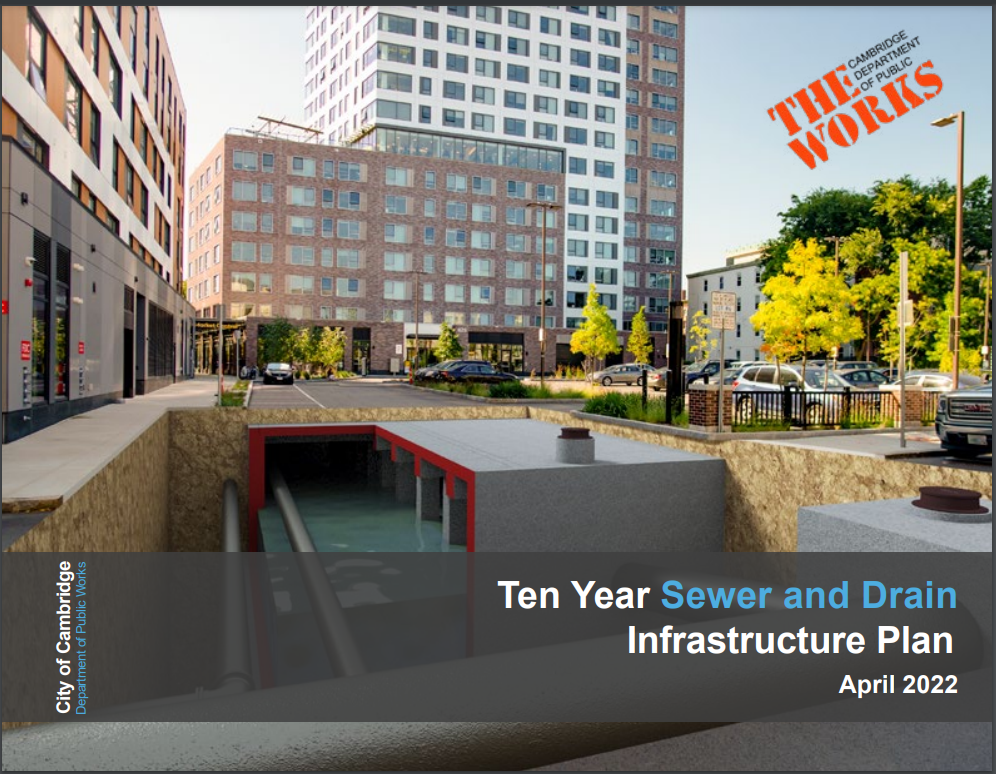 THE
WORKS
CAMBRIDGE
DEPARTMENT
OF PUBLIC
Ten Year Sewer and Drain
Infrastructure Plan
April 2022
City of Cambridge
Department of Public Works